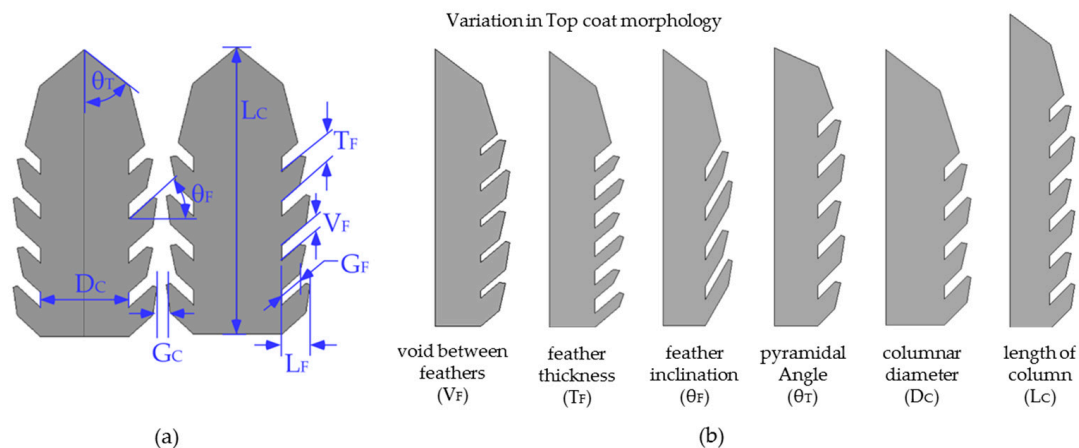 Variation in Top coat morphology
θT
LC
TF
θF
VF
GF
DC
GC
LF
void between
feathers
(VF)
feather
thickness
(TF)
feather
inclination
(θF)
pyramidal
Angle
(θT)
columnar
diameter
(DC)
length of
column
(LC)
(a)
(b)